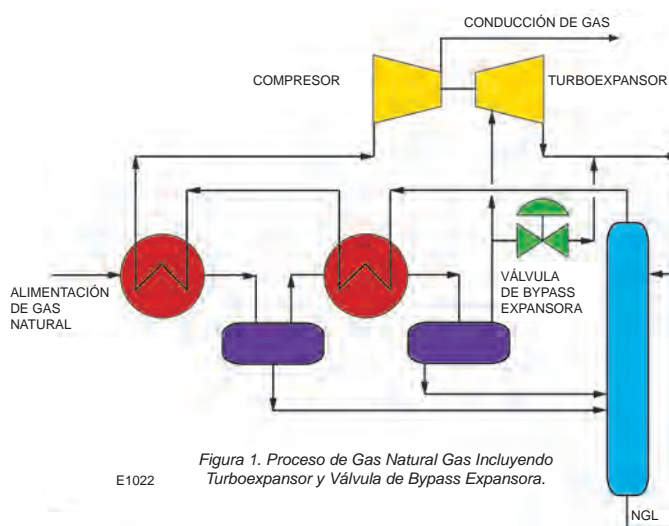 CONDUCCIÓN DE GAS
COMPRESOR
TURBOEXPANSOR
ALIMENTACIÓN
DE GAS
NATURAL
VÁLVULA
DE BYPASS
EXPANSORA
E1022
Figura 1. Proceso de Gas Natural Gas Incluyendo
Turboexpansor y Válvula de Bypass Expansora.
NGL